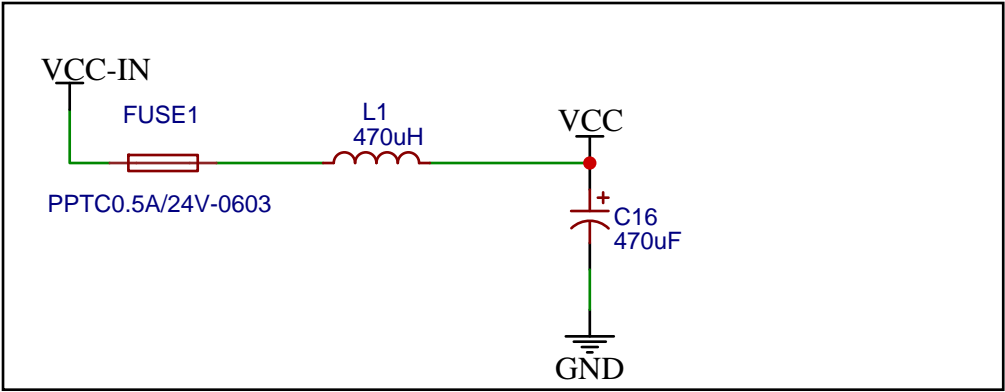 VCC-IN
FUSE1
L1
470uH
VCC
PPTC0.5A/24V-0603
+
C16
470uF
GND